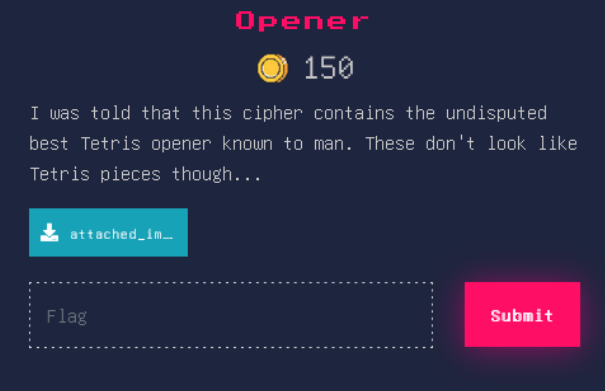 Opener
150
I was told that this cipher contains the undisputed
best Tetris opener known to man. These don't look like
Tetris pieces though...
attached_im_
Flag
Submit